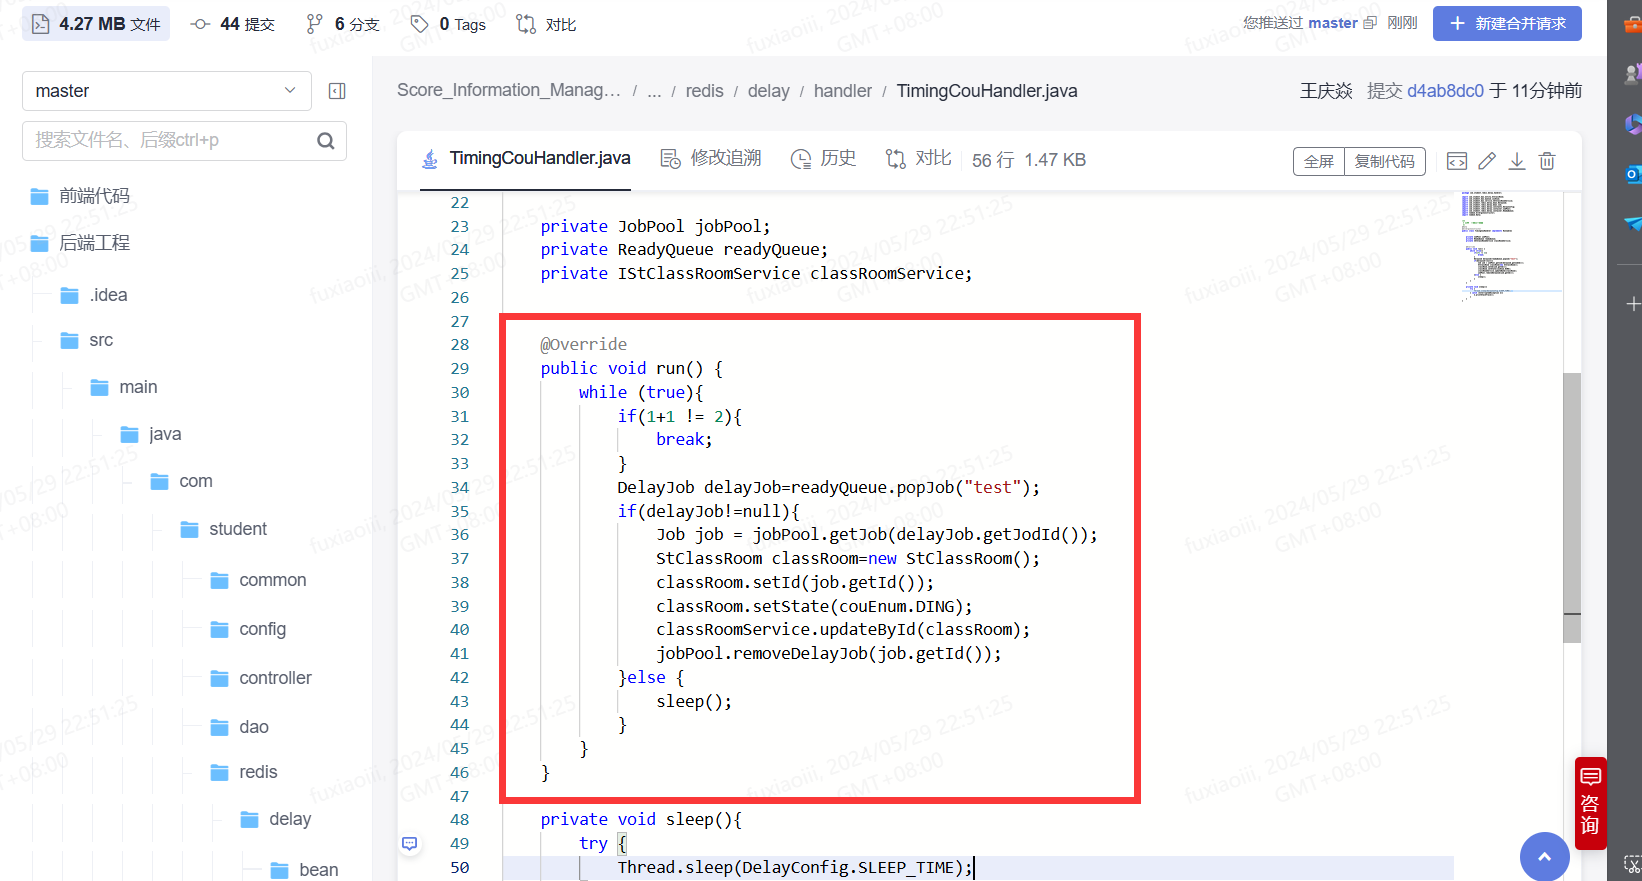 4.27 MB 文件
44 提交
6 分支
0 Tags
对比
您推送过 master 刚刚
新建合并请求
master
搜索文件名、后缀ctrl+p
前端代码
后端工程
.idea
src
main
java
com
student
common
config
controller
dao
redis
delay
bean
Score_Information_Manag… / ... / redis / delay / handler / TimingCouHandler.java
王庆焱 提交 d4ab8dc0 于 11分钟前
TimingCouHandler.java
修改追溯
历史
对比
56 行 1.47 KB
全屏
复制代码
22
23 private JobPool jobPool;
24 private ReadyQueue readyQueue;
25 private IStClassRoomService classRoomService;
26
27
28 @Override
29 public void run() {
30 while (true){
31 if(1+1 != 2){
32 break;
33 }
34 DelayJob delayJob=readyQueue.popJob("test");
35 if(delayJob!=null){
36 Job job = jobPool.getJob(delayJob.getJodId());
37 StClassRoom classRoom=new StClassRoom();
38 classRoom.setId(job.getId());
39 classRoom.setState(couEnum.DING);
40 classRoomService.updateById(classRoom);
41 jobPool.removeDelayJob(job.getId());
42 }else {
43 sleep();
44 }
45 }
46 }
47
48 private void sleep(){
49 try {
50 Thread.sleep(DelayConfig.SLEEP_TIME);
咨询
fuxiaoiii, 2024/05/29 22:51:25
GMT+08:00